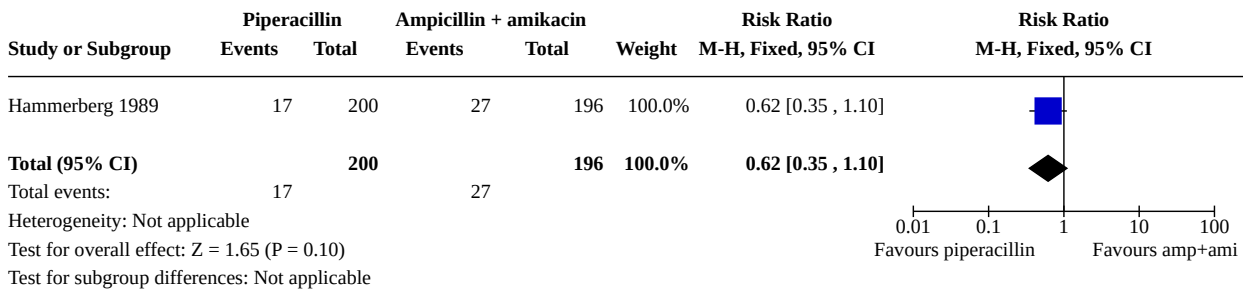 Piperacillin Ampicillin + amikacin Risk Ratio Risk Ratio
Study or Subgroup Events Total Events Total Weight M-H, Fixed, 95% CI M-H, Fixed, 95% CI
Hammerberg 1989 17 200 27 196 100.0% 0.62 [0.35 , 1.10]
Total (95% CI) 200 196 100.0% 0.62 [0.35 , 1.10]
Total events: 17 27
Heterogeneity: Not applicable 0.01 0.1 1 10 100
Test for overall effect: Z = 1.65 (P = 0.10) Favours piperacillin Favours amp+ami
Test for subgroup differences: Not applicable